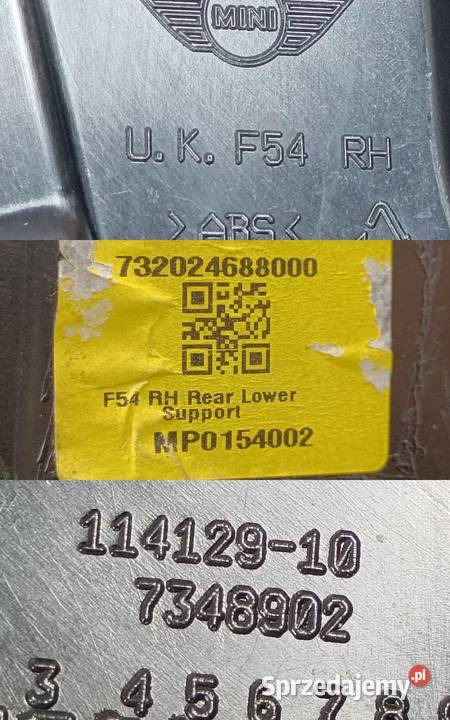 MINI
U.K. F54 RH
>ABS<
732024688000
F54 RH Rear Lower
Support
MP0154002
114129-10
7348902
3 4 5 6 7 8
Sprzedajemy.pl